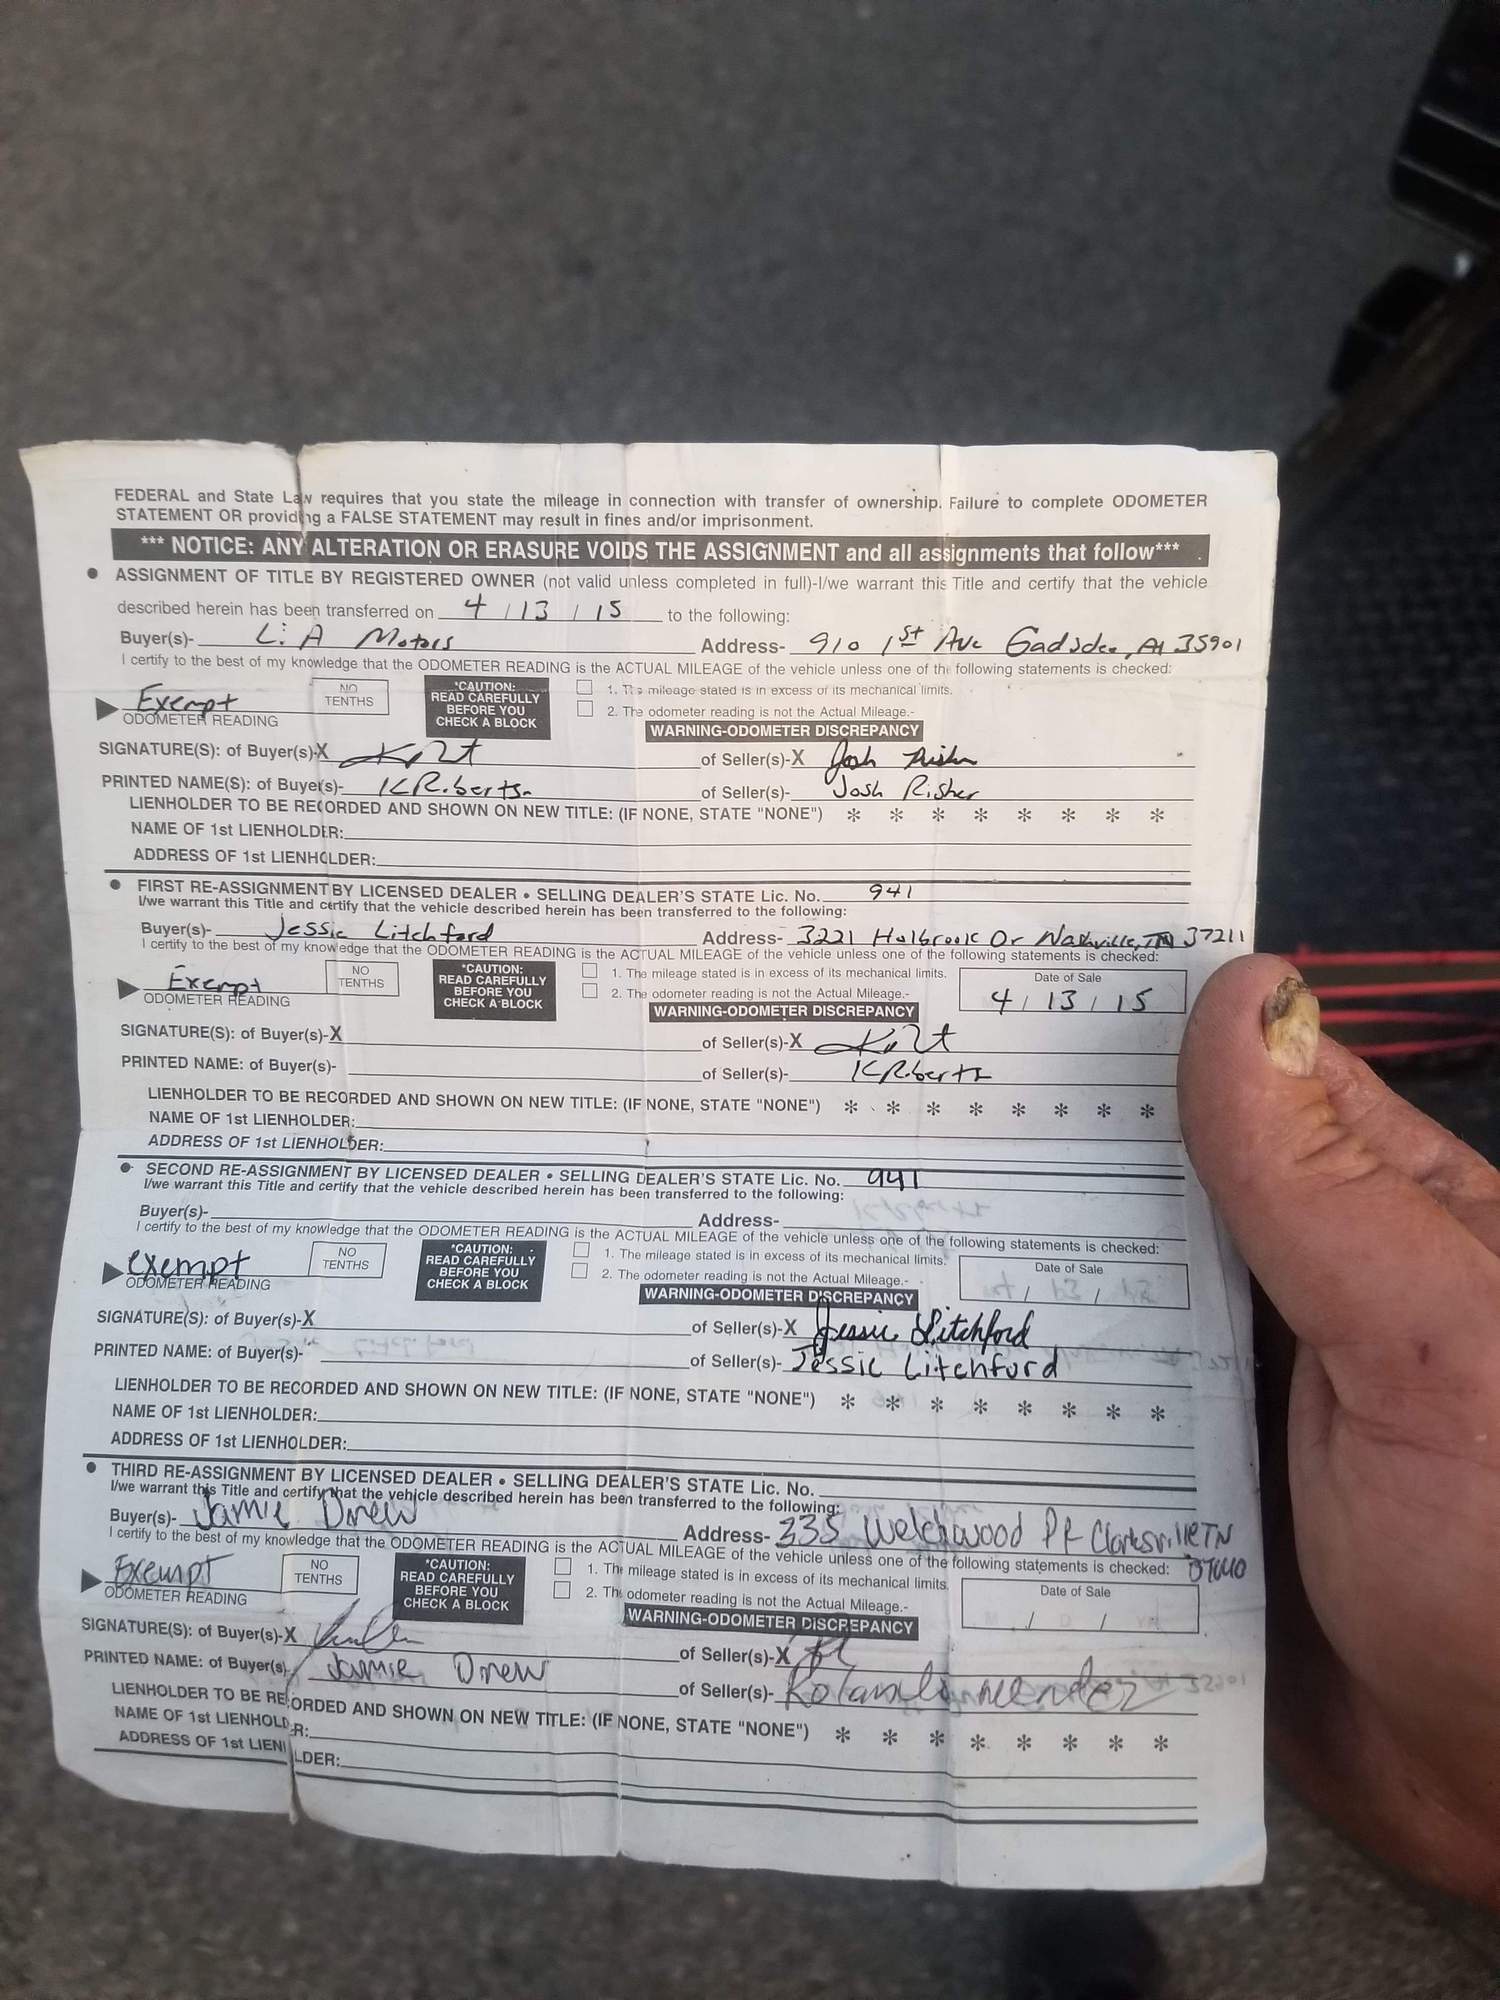 FEDERAL and State Law requires that you state the mileage in connection with transfer of ownership. Failure to complete ODOMETER
STATEMENT OR providing a FALSE STATEMENT may result in fines and/or imprisonment.
*** NOTICE: ANY ALTERATION OR ERASURE VOIDS THE ASSIGNMENT and all assignments that follow***
• ASSIGNMENT OF TITLE BY REGISTERED OWNER (not valid unless completed in full)-I/we warrant this Title and certify that the vehicle
described herein has been transferred on 4 / 13 / 15 to the following:
Buyer(s)- L.A Motors Address- 910 1st Ave Gadsden, Al 35901
I certify to the best of my knowledge that the ODOMETER READING is the ACTUAL MILEAGE of the vehicle unless one of the following statements is checked:
Exempt NO TENTHS *CAUTION: READ CAREFULLY BEFORE YOU CHECK A BLOCK 1. The mileage stated is in excess of its mechanical limits.
ODOMETER READING 2. The odometer reading is not the Actual Mileage.-
WARNING-ODOMETER DISCREPANCY
SIGNATURE(S): of Buyer(s)-X of Seller(s)-X Josh Risher
PRINTED NAME(S): of Buyer(s)- K Roberts of Seller(s)- Josh Risher
LIENHOLDER TO BE RECORDED AND SHOWN ON NEW TITLE: (IF NONE, STATE "NONE") * * * * * * * *
NAME OF 1st LIENHOLDER:
ADDRESS OF 1st LIENHOLDER:
• FIRST RE-ASSIGNMENT BY LICENSED DEALER • SELLING DEALER'S STATE Lic. No. 941
I/we warrant this Title and certify that the vehicle described herein has been transferred to the following:
Buyer(s)- Jessie Litchford Address- 3221 Holbrook Dr Nashville, TN 37211
I certify to the best of my knowledge that the ODOMETER READING is the ACTUAL MILEAGE of the vehicle unless one of the following statements is checked:
Exempt NO TENTHS *CAUTION: READ CAREFULLY BEFORE YOU CHECK A BLOCK 1. The mileage stated is in excess of its mechanical limits. Date of Sale
ODOMETER READING 2. The odometer reading is not the Actual Mileage.- 4 / 13 / 15
WARNING-ODOMETER DISCREPANCY
SIGNATURE(S): of Buyer(s)-X of Seller(s)-X
PRINTED NAME: of Buyer(s)- of Seller(s)- K Roberts
LIENHOLDER TO BE RECORDED AND SHOWN ON NEW TITLE: (IF NONE, STATE "NONE") * * * * * * * *
NAME OF 1st LIENHOLDER:
ADDRESS OF 1st LIENHOLDER:
• SECOND RE-ASSIGNMENT BY LICENSED DEALER • SELLING DEALER'S STATE Lic. No. 941
I/we warrant this Title and certify that the vehicle described herein has been transferred to the following:
Buyer(s)- Address-
I certify to the best of my knowledge that the ODOMETER READING is the ACTUAL MILEAGE of the vehicle unless one of the following statements is checked:
exempt NO TENTHS *CAUTION: READ CAREFULLY BEFORE YOU CHECK A BLOCK 1. The mileage stated is in excess of its mechanical limits. Date of Sale
ODOMETER READING 2. The odometer reading is not the Actual Mileage.- / /
WARNING-ODOMETER DISCREPANCY
SIGNATURE(S): of Buyer(s)-X of Seller(s)-X Jessie Litchford
PRINTED NAME: of Buyer(s)- of Seller(s)- Jessie Litchford
LIENHOLDER TO BE RECORDED AND SHOWN ON NEW TITLE: (IF NONE, STATE "NONE") * * * * * * * *
NAME OF 1st LIENHOLDER:
ADDRESS OF 1st LIENHOLDER:
• THIRD RE-ASSIGNMENT BY LICENSED DEALER • SELLING DEALER'S STATE Lic. No.
I/we warrant this Title and certify that the vehicle described herein has been transferred to the following:
Buyer(s)- Jamie Drew Address- 335 Welchwood Clarksville TN
I certify to the best of my knowledge that the ODOMETER READING is the ACTUAL MILEAGE of the vehicle unless one of the following statements is checked:
Exempt NO TENTHS *CAUTION: READ CAREFULLY BEFORE YOU CHECK A BLOCK 1. The mileage stated is in excess of its mechanical limits. Date of Sale
ODOMETER READING 2. The odometer reading is not the Actual Mileage.- M / D / YR
WARNING-ODOMETER DISCREPANCY
SIGNATURE(S): of Buyer(s)-X of Seller(s)-X
PRINTED NAME: of Buyer(s)- Jamie Drew of Seller(s)-
LIENHOLDER TO BE RECORDED AND SHOWN ON NEW TITLE: (IF NONE, STATE "NONE") * * * * * * * *
NAME OF 1st LIENHOLDER:
ADDRESS OF 1st LIENHOLDER: